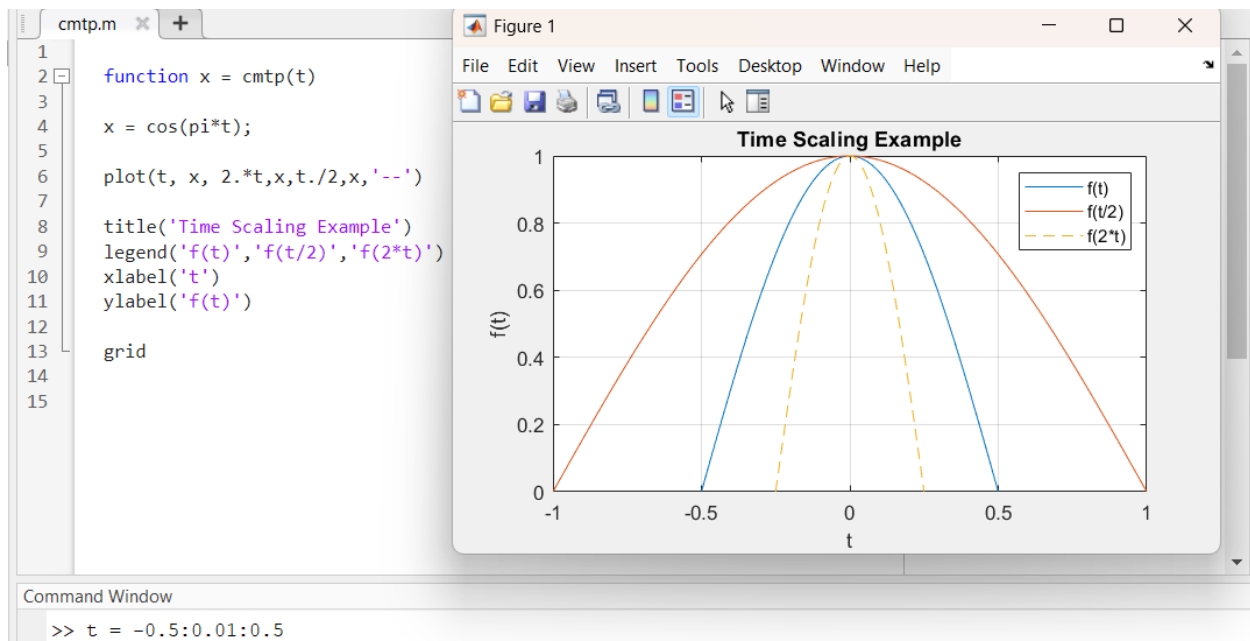 cmtp.m
1
2 function x = cmtp(t)
3
4 x = cos(pi*t);
5
6 plot(t, x, 2.*t,x,t./2,x,'--')
7
8 title('Time Scaling Example')
9 legend('f(t)','f(t/2)','f(2*t)')
10 xlabel('t')
11 ylabel('f(t)')
12
13 grid
14
15
Figure 1
File Edit View Insert Tools Desktop Window Help
Time Scaling Example
f(t)
f(t/2)
f(2*t)
1
0.8
0.6
0.4
0.2
0
f(t)
-1 -0.5 0 0.5 1
t
Command Window
>> t = -0.5:0.01:0.5